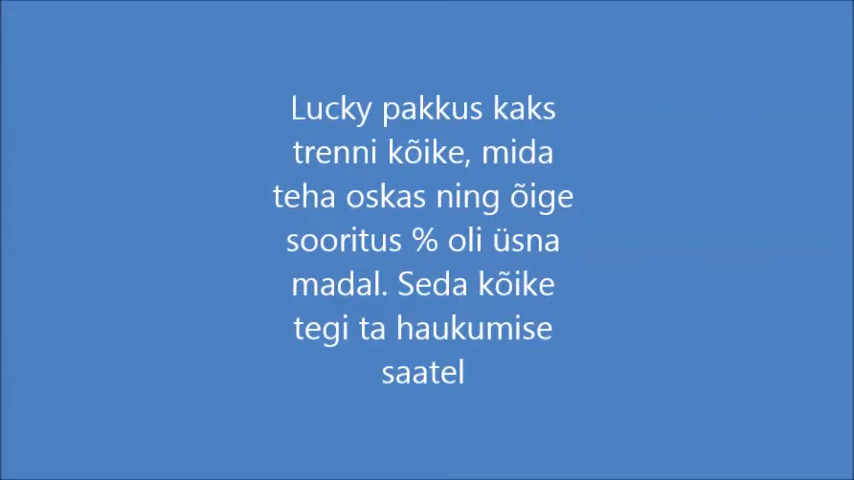 Lucky pakkus kaks
trenni kõike, mida
teha oskas ning õige
sooritus % oli üsna
madal. Seda kõike
tegi ta haukumise
saatel